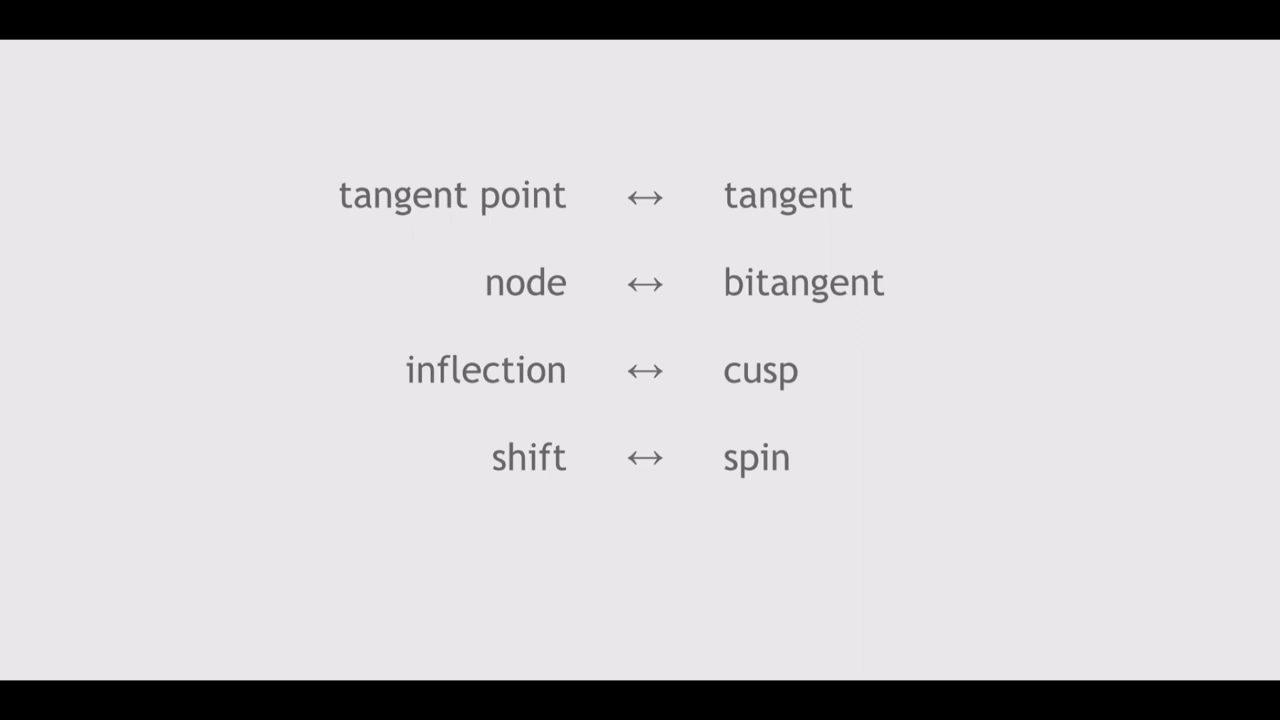 tangent point ↔ tangent
node ↔ bitangent
inflection ↔ cusp
shift ↔ spin